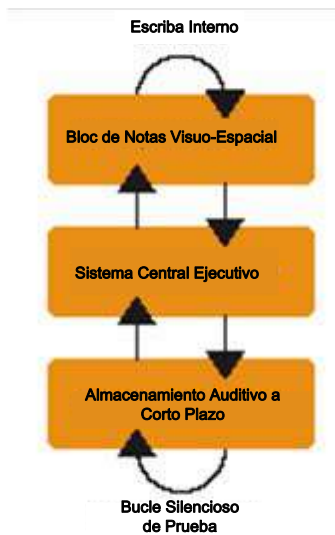 Escriba Interno
Bloc de Notas Visuo-Espacial
Sistema Central Ejecutivo
Almacenamiento Auditivo a
Corto Plazo
Bucle Silencioso
de Prueba